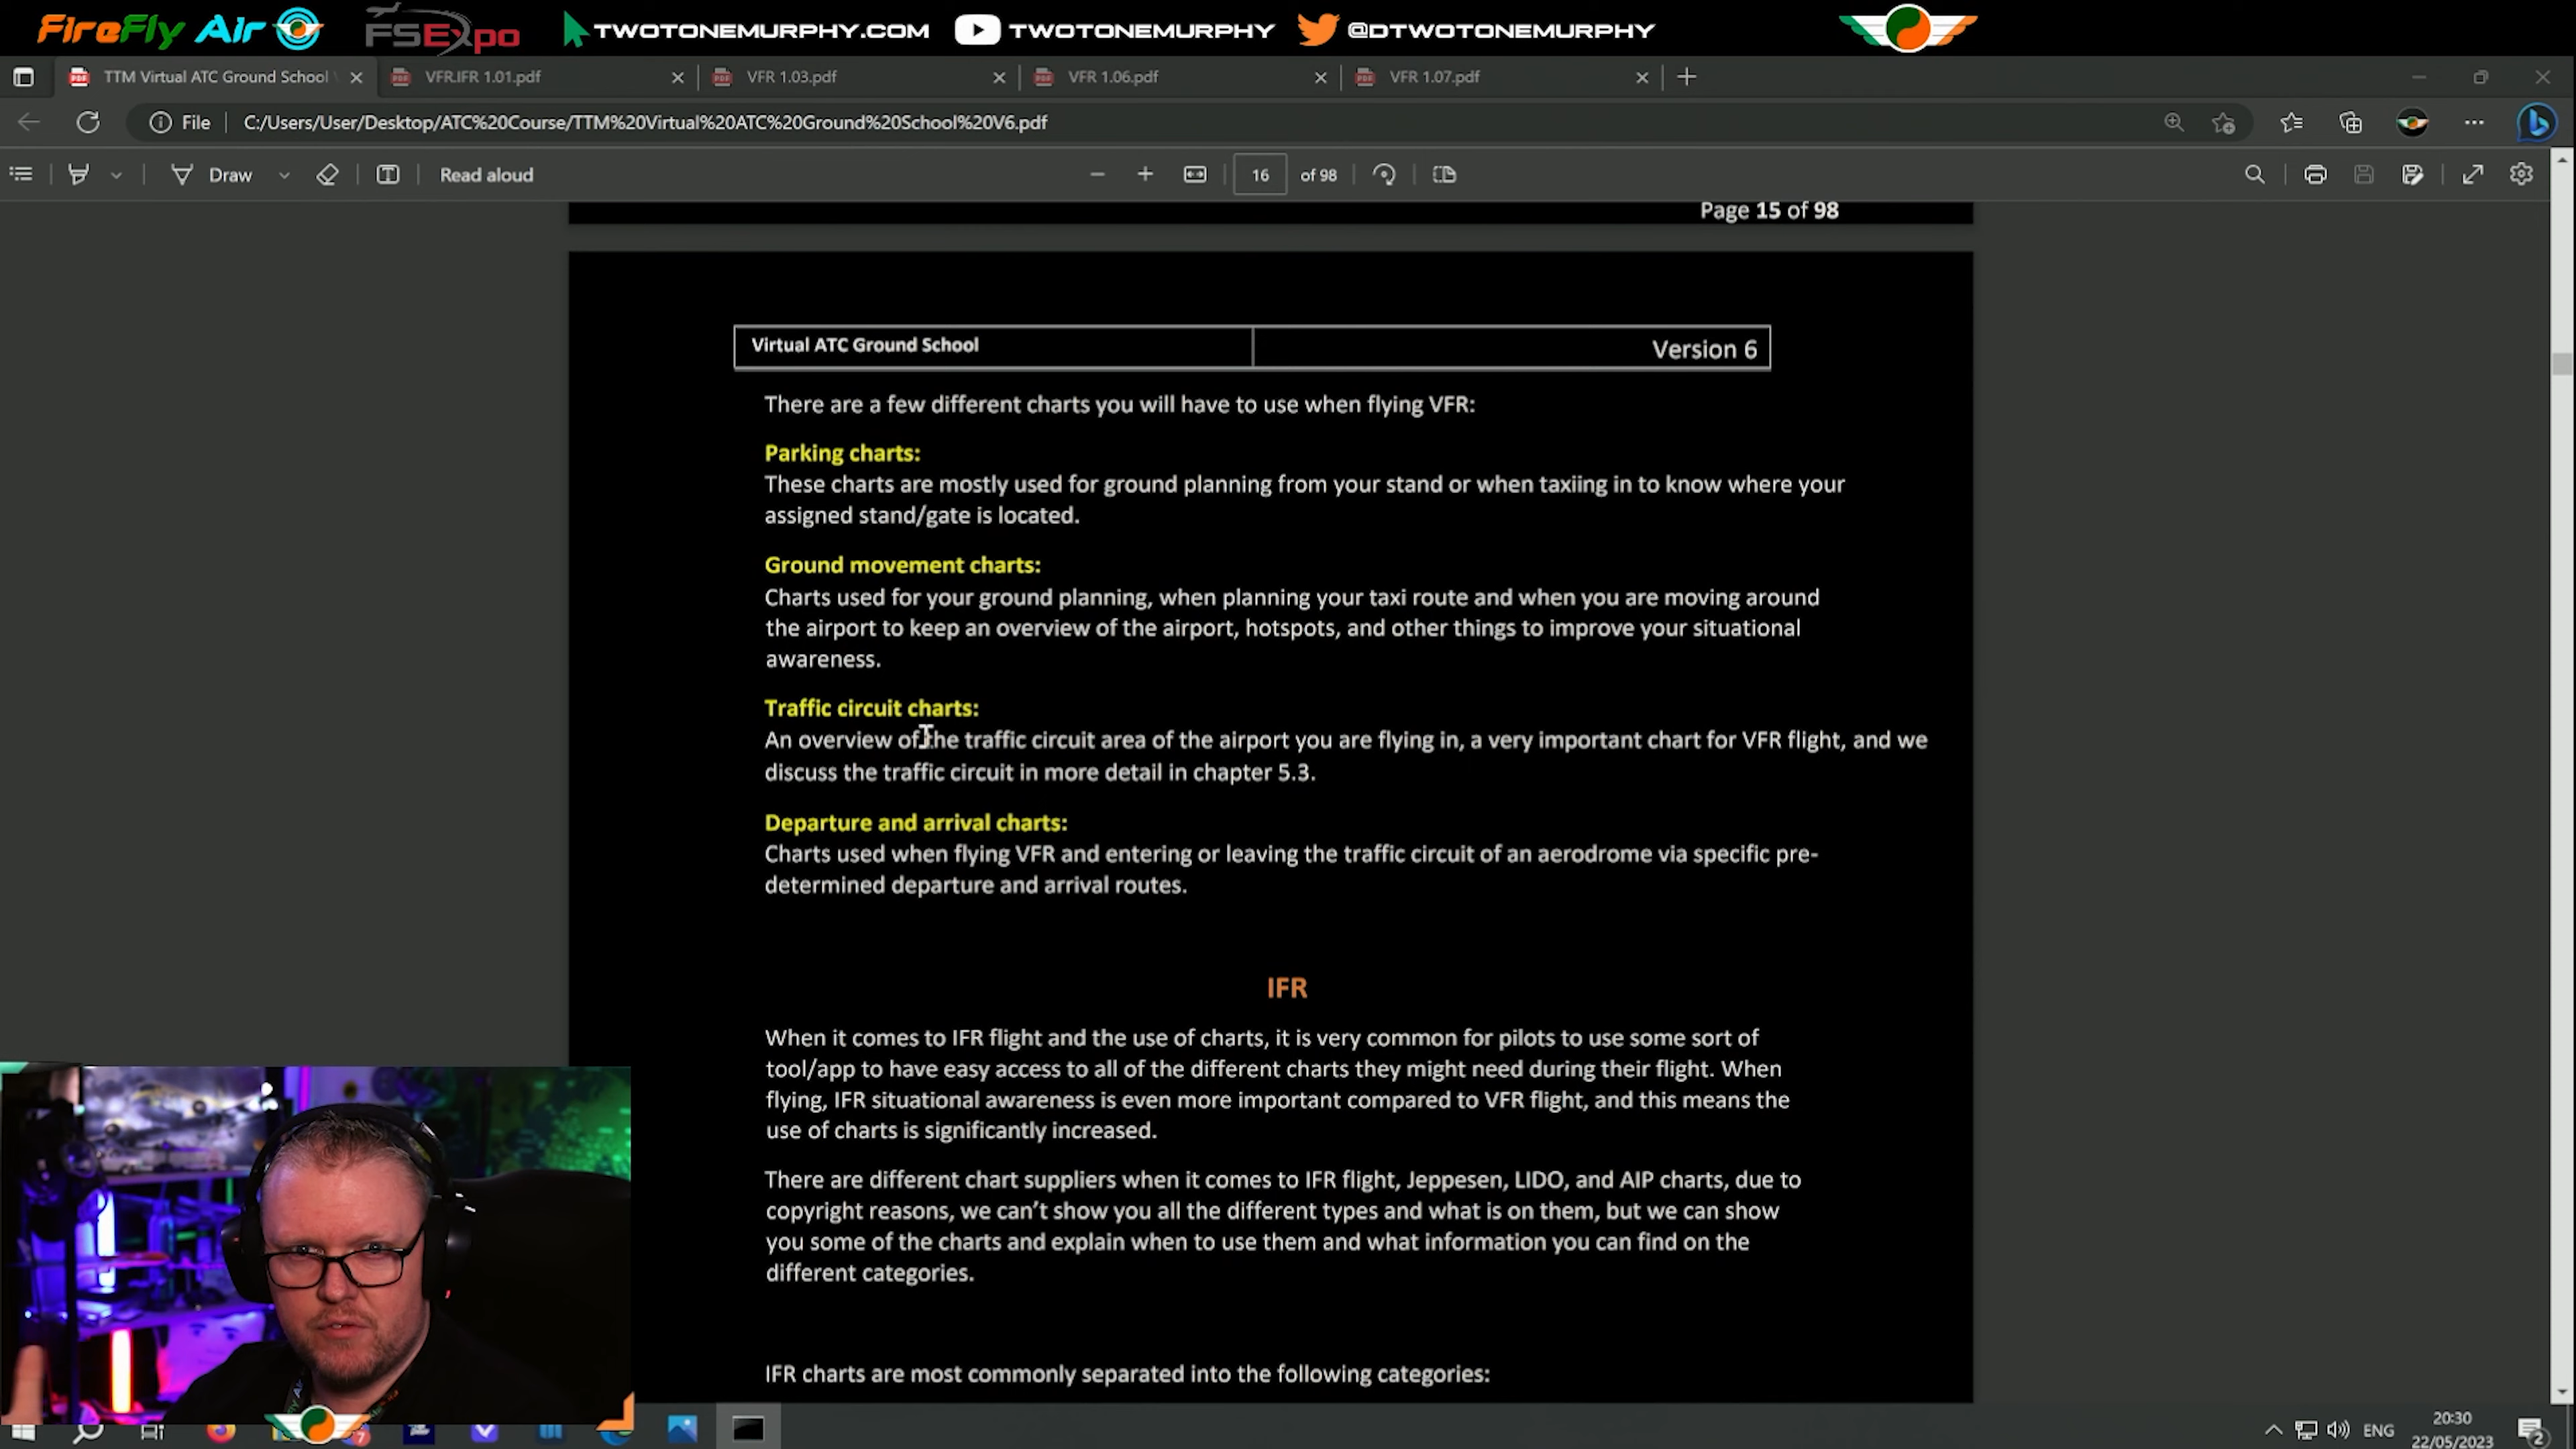 FireFly Air FSExpo TWOTONEMURPHY.COM TWOTONEMURPHY @DTWOTONEMURPHY
TTM Virtual ATC Ground School VFR.IFR 1.01.pdf VFR 1.03.pdf VFR 1.06.pdf VFR 1.07.pdf
File C:/Users/User/Desktop/ATC%20Course/TTM%20Virtual%20ATC%20Ground%20School%20V6.pdf
Draw Read aloud 16 of 98
Page 15 of 98
Virtual ATC Ground School Version 6
There are a few different charts you will have to use when flying VFR:
Parking charts:
These charts are mostly used for ground planning from your stand or when taxiing in to know where your
assigned stand/gate is located.
Ground movement charts:
Charts used for your ground planning, when planning your taxi route and when you are moving around
the airport to keep an overview of the airport, hotspots, and other things to improve your situational
awareness.
Traffic circuit charts:
An overview of the traffic circuit area of the airport you are flying in, a very important chart for VFR flight, and we
discuss the traffic circuit in more detail in chapter 5.3.
Departure and arrival charts:
Charts used when flying VFR and entering or leaving the traffic circuit of an aerodrome via specific pre-
determined departure and arrival routes.
IFR
When it comes to IFR flight and the use of charts, it is very common for pilots to use some sort of
tool/app to have easy access to all of the different charts they might need during their flight. When
flying, IFR situational awareness is even more important compared to VFR flight, and this means the
use of charts is significantly increased.
There are different chart suppliers when it comes to IFR flight, Jeppesen, LIDO, and AIP charts, due to
copyright reasons, we can't show you all the different types and what is on them, but we can show
you some of the charts and explain when to use them and what information you can find on the
different categories.
IFR charts are most commonly separated into the following categories:
ENG
20:30
22/05/2023
2